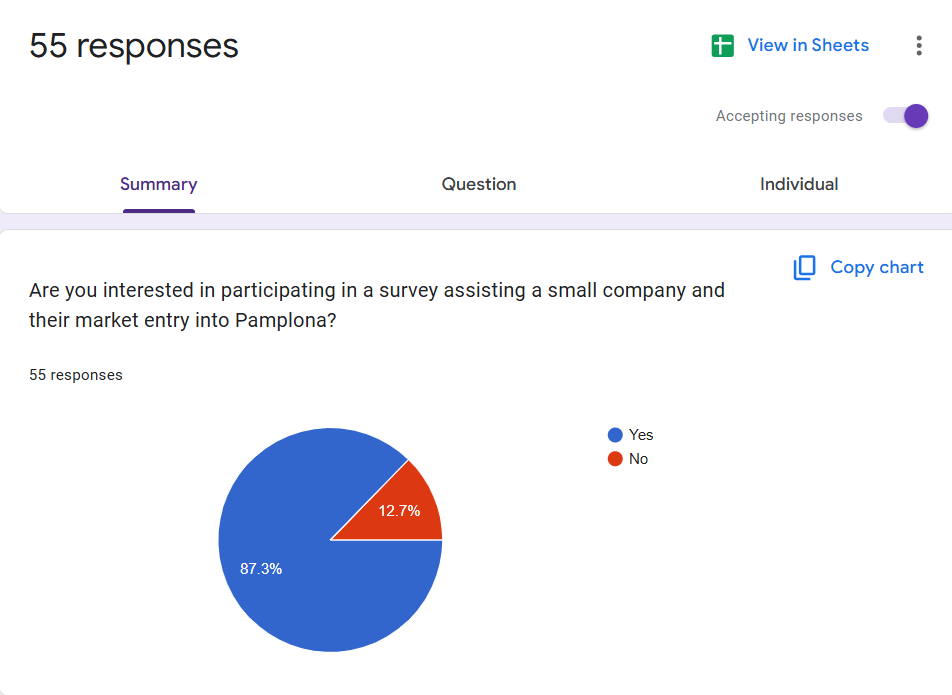 55 responses
View in Sheets
Accepting responses
Summary
Question
Individual
Copy chart
Are you interested in participating in a survey assisting a small company and
their market entry into Pamplona?
55 responses
Yes
No
12.7%
87.3%